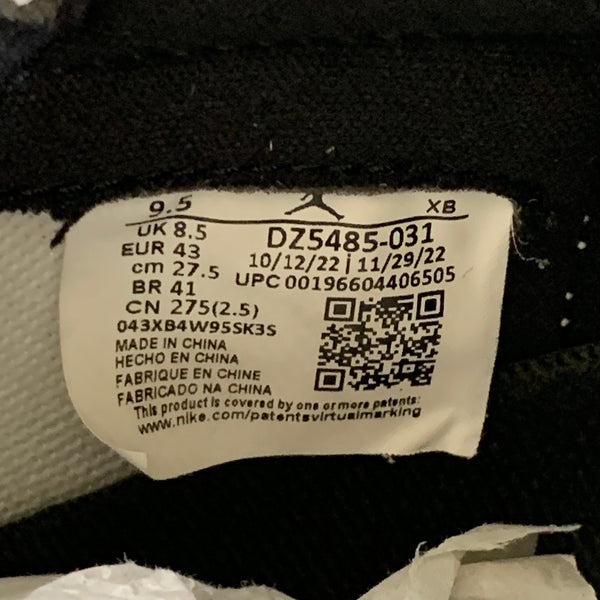 9.5 XB
UK 8.5
EUR 43
cm 27.5
BR 41
CN 275(2.5)
DZ5485-031
10/12/22 | 11/29/22
UPC 00196604406505
043XB4W95SK3S
MADE IN CHINA
HECHO EN CHINA
FABRIQUE EN CHINE
FABRICADO NA CHINA
This product is covered by one or more patents:
www.nike.com/patentsvirtualmarking